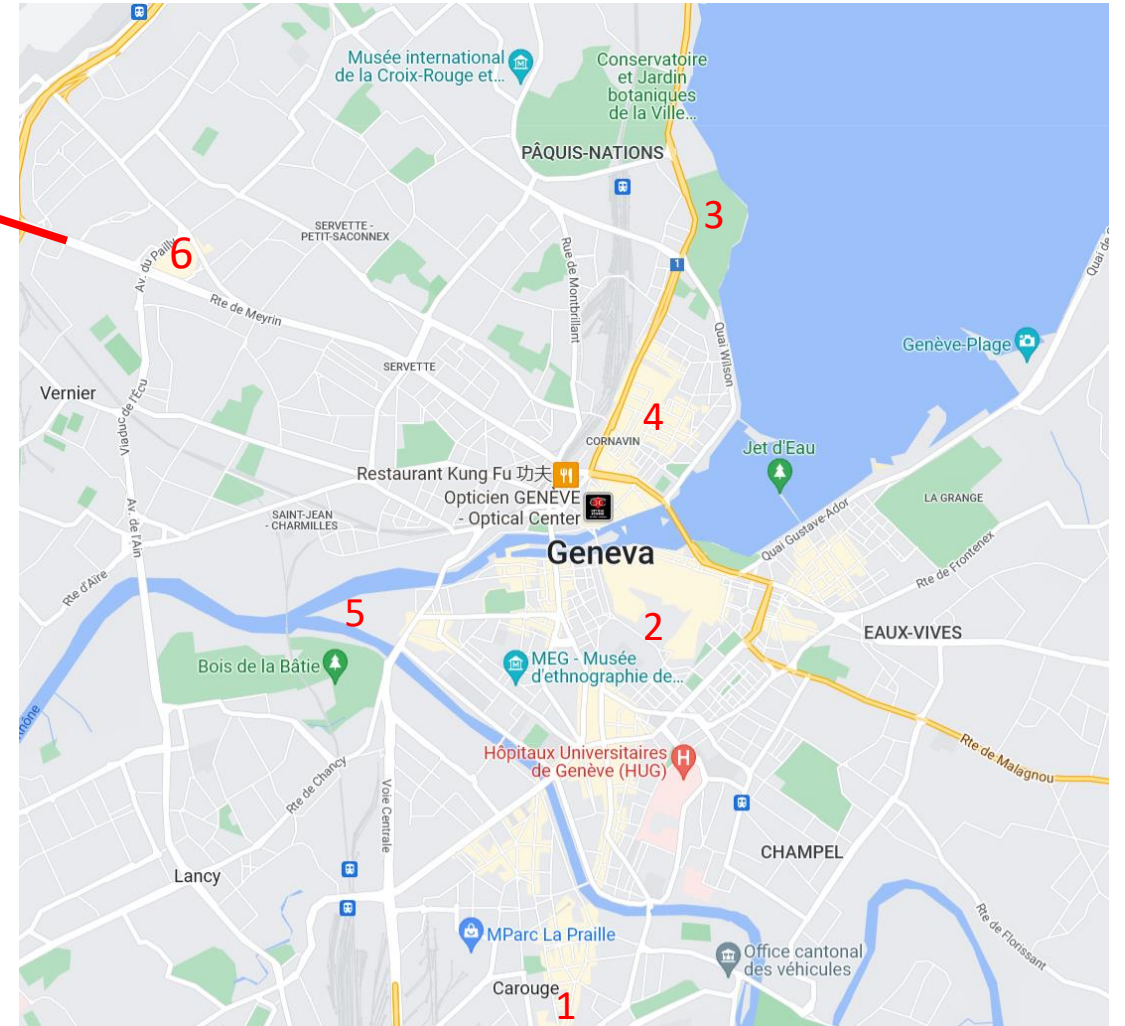 Musée international
de la Croix-Rouge et...
Conservatoire
et Jardin
botaniques
de la Ville...
PÂQUIS-NATIONS
3
SERVETTE -
PETIT-SACONNEX
6
Av. du Pailly
1
Rue de Montbrillant
Rte de Meyrin
Quai Wilson
Genève-Plage
SERVETTE
Vernier
Viaduc de l'Écu
4
CORNAVIN
Jet d'Eau
Restaurant Kung Fu 功夫
Opticien GENÈVE
- Optical Center
LA GRANGE
Av. de l'Ain
SAINT-JEAN
- CHARMILLES
Quai Gustave-Ador
Geneva
Rte de Frontenex
Rte d'Aïre
5
2
EAUX-VIVES
Bois de la Bâtie
MEG - Musée
d'ethnographie de...
Rhône
Hôpitaux Universitaires
de Genève (HUG)
H
Rte de Malagnou
Rte de Chancy
Voie Centrale
CHAMPEL
Lancy
MParc La Praille
Rte de Florissant
Office cantonal
des véhicules
Carouge
1